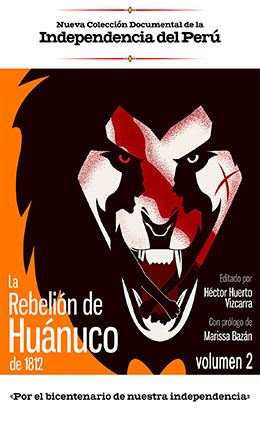 Nueva Colección Documental de la
Independencia del Perú
La
Rebelión de
Huánuco
de 1812
Editado por
Héctor Huerto
Vizcarra
Con prólogo de
Marissa Bazán
volumen 2
«Por el bicentenario de nuestra independencia»